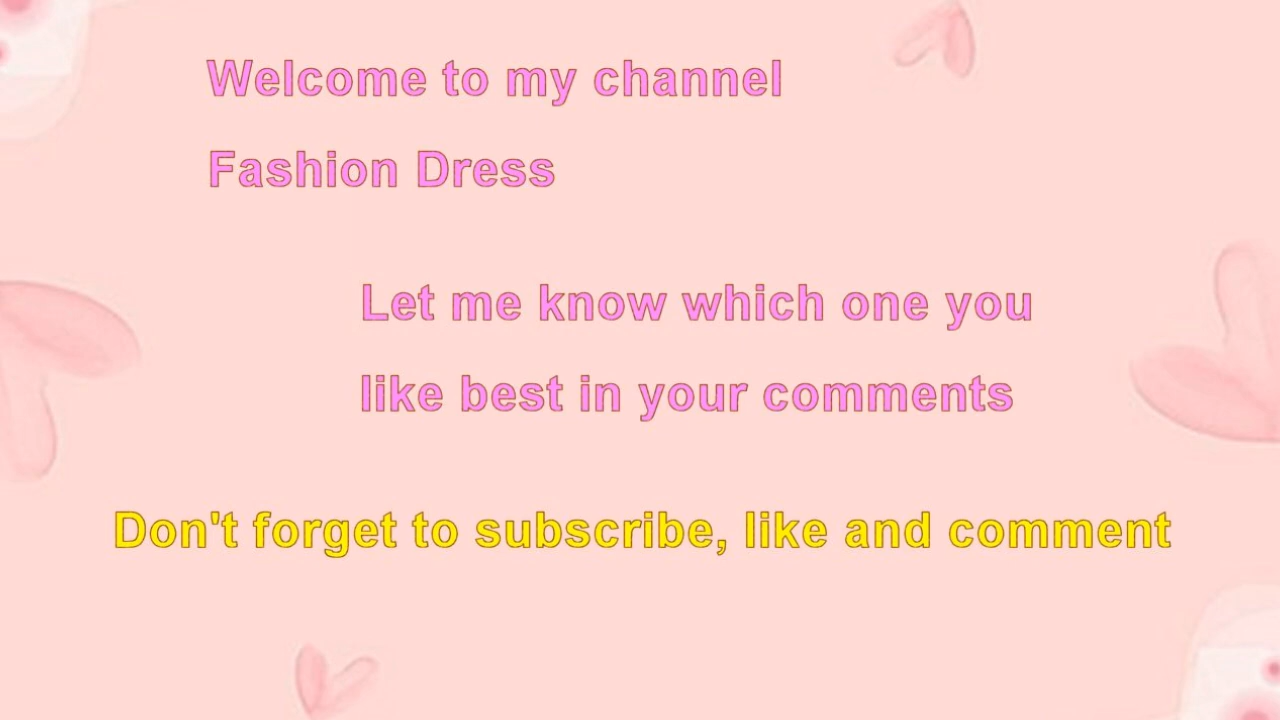 Welcome to my channel
Fashion Dress
Let me know which one you
like best in your comments
Don't forget to subscribe, like and comment